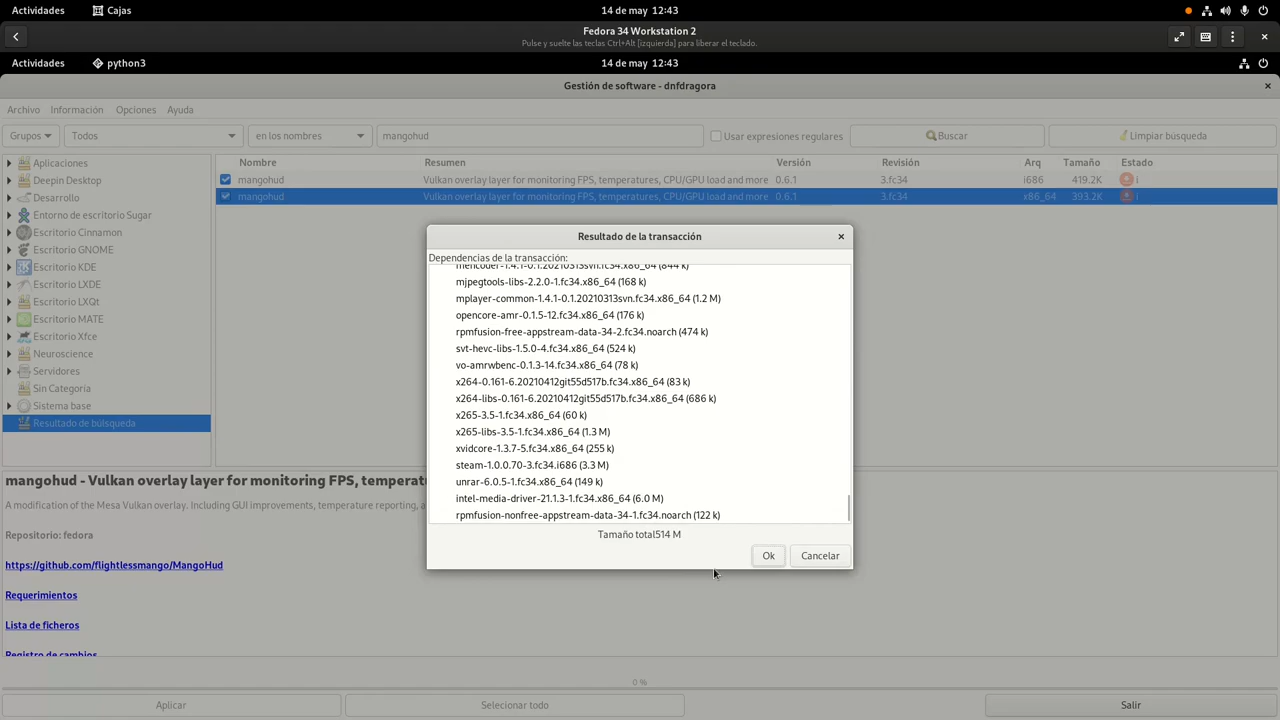 Actividades Cajas 14 de may 12:43
Fedora 34 Workstation 2
Pulse y suelte las teclas Ctrl+Alt [izquierda] para liberar el teclado.
Actividades python3 14 de may 12:43
Gestión de software - dnfdragora
Archivo Información Opciones Ayuda
Grupos Todos en los nombres mangohud Usar expresiones regulares Buscar Limpiar búsqueda
Nombre Resumen Versión Revisión Arq Tamaño Estado
mangohud Vulkan overlay layer for monitoring FPS, temperatures, CPU/GPU load and more 0.6.1 3.fc34 i686 419.2K i
mangohud Vulkan overlay layer for monitoring FPS, temperatures, CPU/GPU load and more 0.6.1 3.fc34 x86_64 393.2K i
Aplicaciones
Deepin Desktop
Desarrollo
Entorno de escritorio Sugar
Escritorio Cinnamon
Escritorio GNOME
Escritorio KDE
Escritorio LXDE
Escritorio LXQt
Escritorio MATE
Escritorio Xfce
Neuroscience
Servidores
Sin Categoría
Sistema base
Resultado de búsqueda
Resultado de la transacción
Dependencias de la transacción:
mencoder-1.4.1-0.1.20210313svn.fc34.x86_64 (844 k)
mjpegtools-libs-2.2.0-1.fc34.x86_64 (168 k)
mplayer-common-1.4.1-0.1.20210313svn.fc34.x86_64 (1.2 M)
opencore-amr-0.1.5-12.fc34.x86_64 (176 k)
rpmfusion-free-appstream-data-34-2.fc34.noarch (474 k)
svt-hevc-libs-1.5.0-4.fc34.x86_64 (524 k)
vo-amrwbenc-0.1.3-14.fc34.x86_64 (78 k)
x264-0.161-6.20210412git55d517b.fc34.x86_64 (83 k)
x264-libs-0.161-6.20210412git55d517b.fc34.x86_64 (686 k)
x265-3.5-1.fc34.x86_64 (60 k)
x265-libs-3.5-1.fc34.x86_64 (1.3 M)
xvidcore-1.3.7-5.fc34.x86_64 (255 k)
steam-1.0.0.70-3.fc34.i686 (3.3 M)
unrar-6.0.5-1.fc34.x86_64 (149 k)
intel-media-driver-21.1.3-1.fc34.x86_64 (6.0 M)
rpmfusion-nonfree-appstream-data-34-1.fc34.noarch (122 k)
Tamaño total514 M
Ok Cancelar
mangohud - Vulkan overlay layer for monitoring FPS, temperat
A modification of the Mesa Vulkan overlay. Including GUI improvements, temperature reporting,
Repositorio: fedora
https://github.com/flightlessmango/MangoHud
Requerimientos
Lista de ficheros
Registro de cambios
0 %
Aplicar Selecionar todo Salir